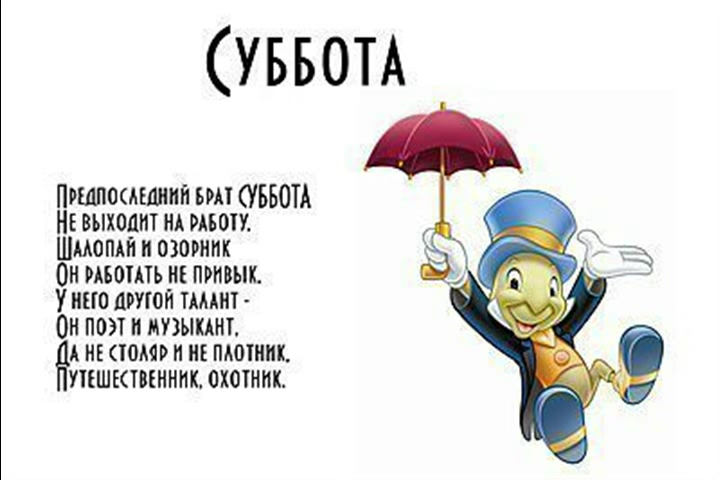 Суббота
Предпоследний брат СУББОТА
Не выходит на работу.
Шалопай и озорник
Он работать не привык.
У него другой талант -
Он поэт и музыкант,
Да не столяр и не плотник,
Путешественник, охотник.